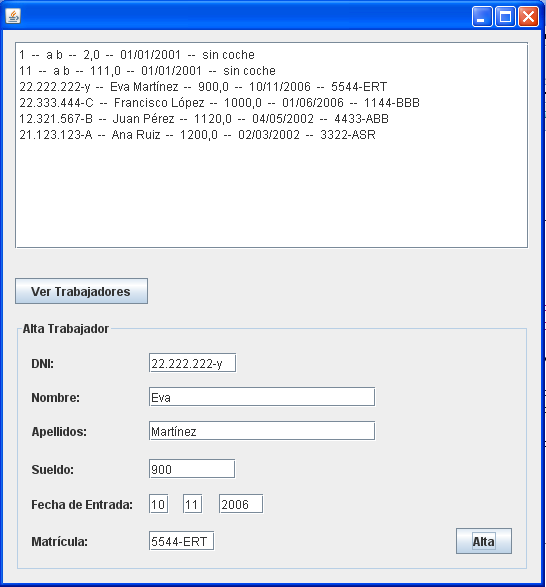 1 -- a b -- 2,0 -- 01/01/2001 -- sin coche
11 -- a b -- 111,0 -- 01/01/2001 -- sin coche
22.222.222-y -- Eva Martínez -- 900,0 -- 10/11/2006 -- 5544-ERT
22.333.444-C -- Francisco López -- 1000,0 -- 01/06/2006 -- 1144-BBB
12.321.567-B -- Juan Pérez -- 1120,0 -- 04/05/2002 -- 4433-ABB
21.123.123-A -- Ana Ruiz -- 1200,0 -- 02/03/2002 -- 3322-ASR
Ver Trabajadores
Alta Trabajador
DNI: 22.222.222-y
Nombre: Eva
Apellidos: Martínez
Sueldo: 900
Fecha de Entrada: 10 11 2006
Matrícula: 5544-ERT Alta